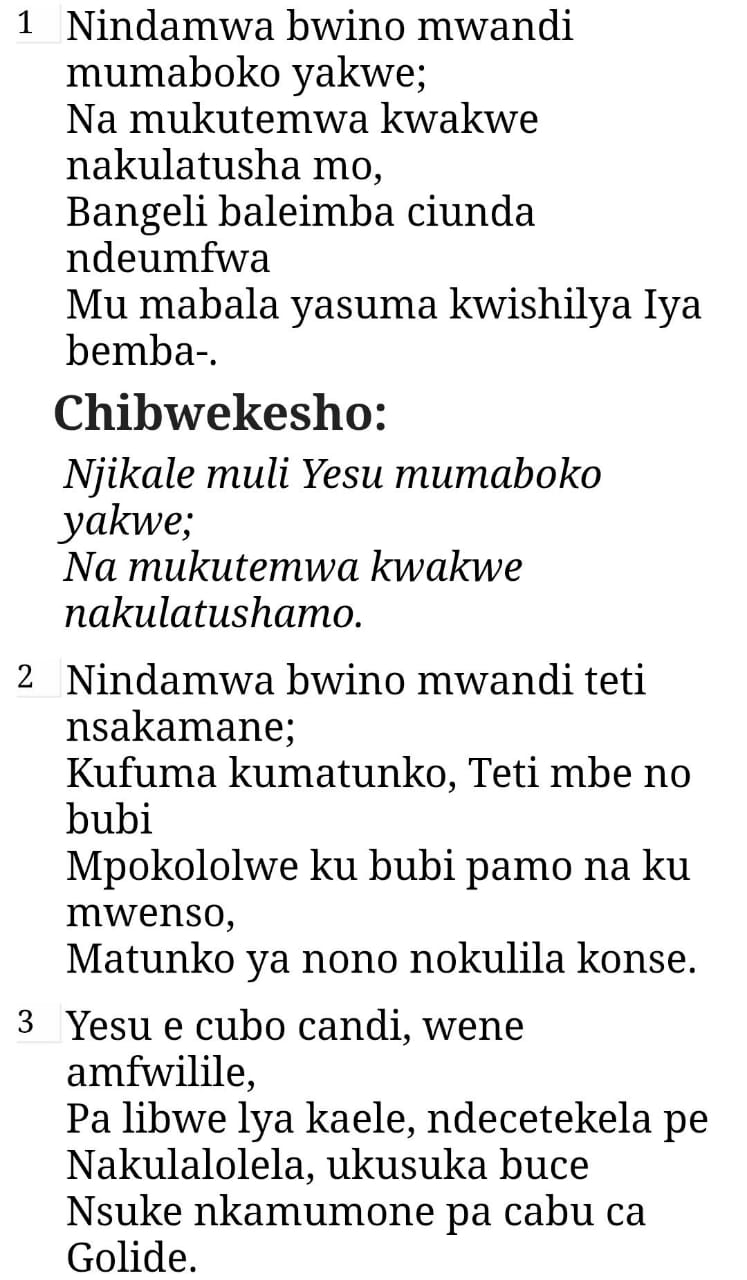 1 Nindamwa bwino mwandi
mumaboko yakwe;
Na mukutemwa kwakwe
nakulatusha mo,
Bangeli baleimba ciunda
ndeumfwa
Mu mabala yasuma kwishilya Iya
bemba-.
Chibwekesho:
Njikale muli Yesu mumaboko
yakwe;
Na mukutemwa kwakwe
nakulatushamo.
2 Nindamwa bwino mwandi teti
nsakamane;
Kufuma kumatunko, Teti mbe no
bubi
Mpokololwe ku bubi pamo na ku
mwenso,
Matunko ya nono nokulila konse.
3 Yesu e cubo candi, wene
amfwilile,
Pa libwe lya kaele, ndecetekela pe
Nakulalolela, ukusuka buce
Nsuke nkamumone pa cabu ca
Golide.